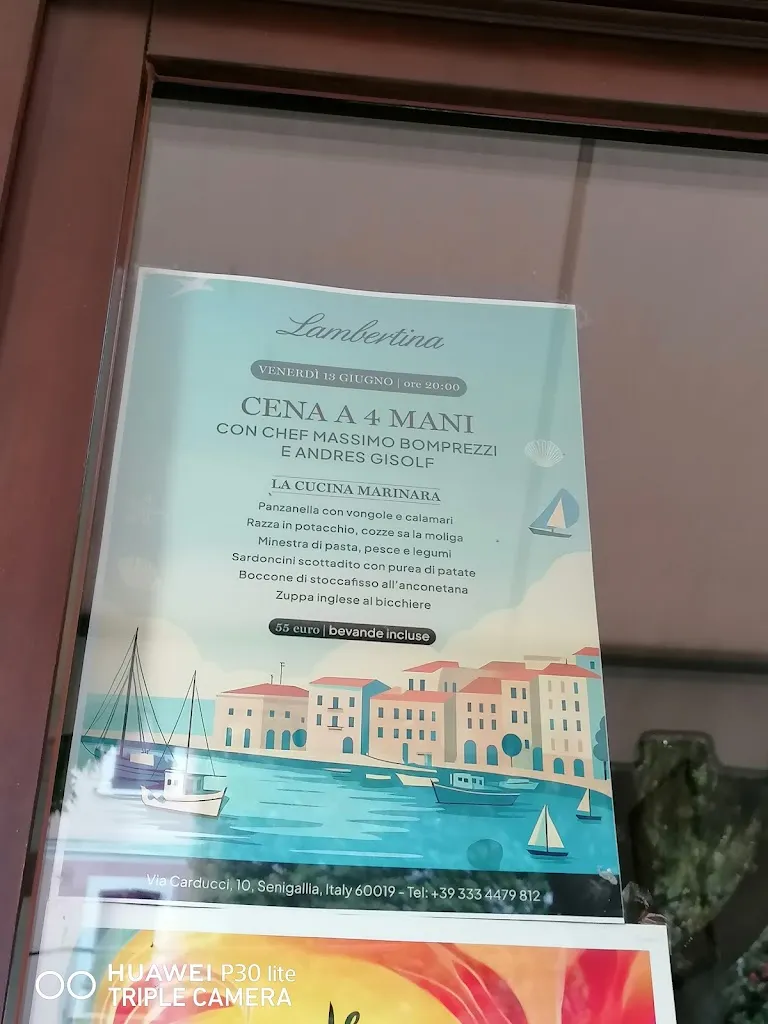 Lambertina
VENERDÌ 13 GIUGNO | ore 20:00
CENA A 4 MANI
CON CHEF MASSIMO BOMPREZZI
E ANDRES GISOLF
LA CUCINA MARINARA
Panzanella con vongole e calamari
Razza in potacchio, cozze sa la moliga
Minestra di pasta, pesce e legumi
Sardoncini scottadito con purea di patate
Boccone di stoccafisso all'anconetana
Zuppa inglese al bicchiere
55 euro | bevande incluse
Via Carducci, 10, Senigallia, Italy 60019 - Tel: +39 333 4479 812
HUAWEI P30 lite
TRIPLE CAMERA